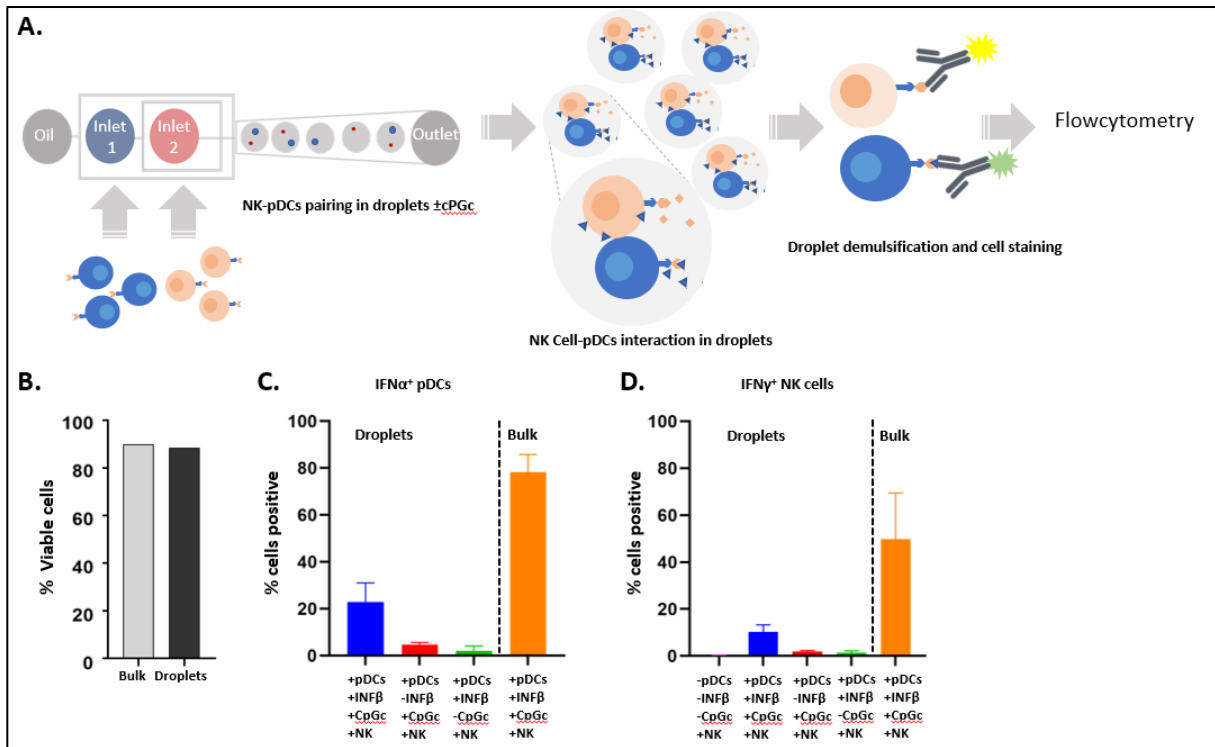 A.
Oil
Inlet
1
Inlet
2
Outlet
NK-pDCs pairing in droplets ±cPGc
NK Cell-pDCs interaction in droplets
Droplet demulsification and cell staining
Flowcytometry
B.
% Viable cells
100
80
60
40
20
0
Bulk Droplets
C.
IFNα⁺ pDCs
Droplets
Bulk
% cells positive
100
80
60
40
20
0
+pDCs +pDCs +pDCs +pDCs
+INFβ -INFβ +INFβ +INFβ
+CpGc +CpGc -CpGc +CpGc
+NK +NK +NK +NK
D.
IFNγ⁺ NK cells
Droplets
Bulk
% cells positive
100
80
60
40
20
0
-pDCs +pDCs +pDCs +pDCs +pDCs
-INFβ +INFβ -INFβ +INFβ +INFβ
-CpGc +CpGc +CpGc -CpGc +CpGc
+NK +NK +NK +NK +NK